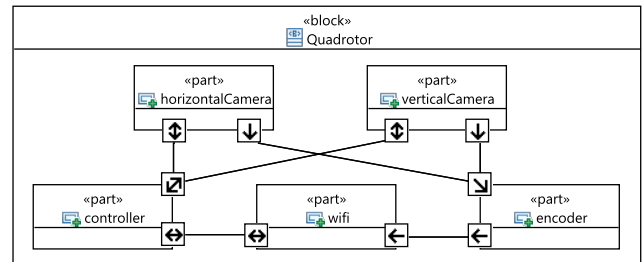 «block»
Quadrotor
«part»
horizontalCamera
«part»
verticalCamera
«part»
controller
«part»
wifi
«part»
encoder